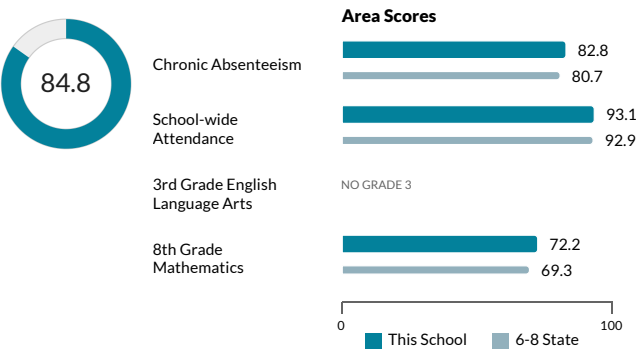 Area Scores
84.8
Chronic Absenteeism
82.8
80.7
School-wide
Attendance
93.1
92.9
3rd Grade English
Language Arts
NO GRADE 3
8th Grade
Mathematics
72.2
69.3
0
100
This School
6-8 State